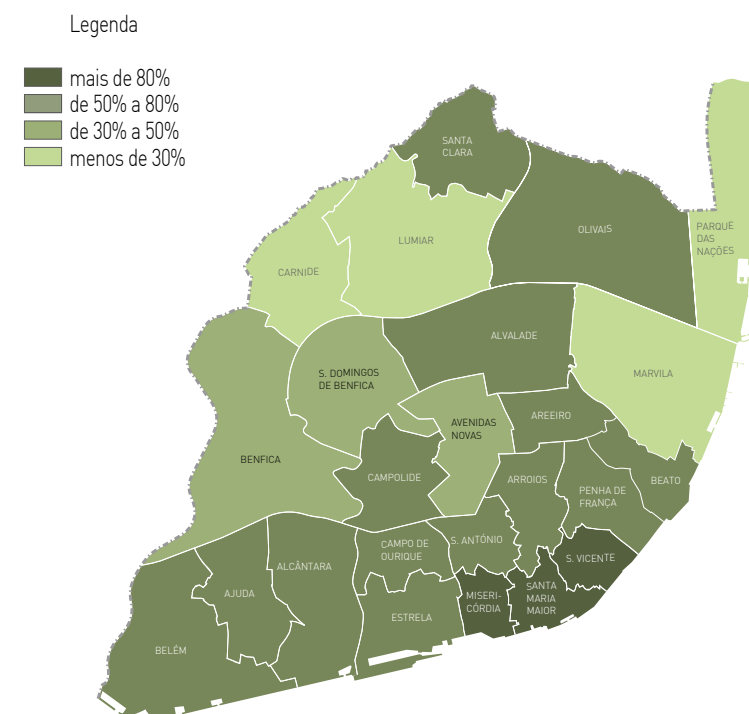 Legenda
mais de 80%
de 50% a 80%
de 30% a 50%
menos de 30%
SANTA
CLARA
OLIVAIS
PARQUE
DAS
NAÇÕES
LUMIAR
CARNIDE
ALVALADE
MARVILA
S. DOMINGOS
DE BENFICA
AVENIDAS
NOVAS
AREEIRO
BENFICA
CAMPOLIDE
ARROIOS
PENHA DE
FRANÇA
BEATO
CAMPO DE
OURIQUE
S. ANTÓNIO
S. VICENTE
ALCÂNTARA
AJUDA
MISERI-
CÓRDIA
SANTA
MARIA
MAIOR
ESTRELA
BELÉM